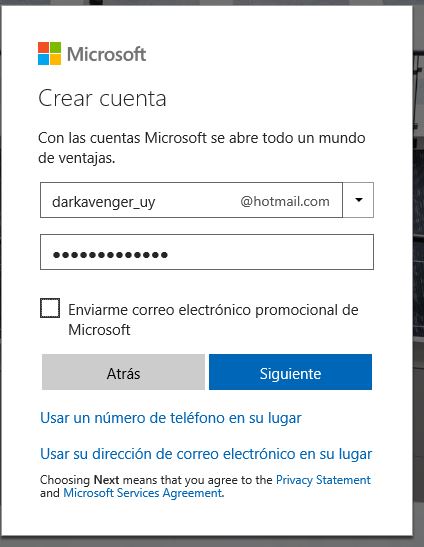 Microsoft
Crear cuenta
Con las cuentas Microsoft se abre todo un mundo
de ventajas.
darkavenger_uy @hotmail.com
•••••••••••••
Enviarme correo electrónico promocional de
Microsoft
Atrás Siguiente
Usar un número de teléfono en su lugar
Usar su dirección de correo electrónico en su lugar
Choosing Next means that you agree to the Privacy Statement
and Microsoft Services Agreement.